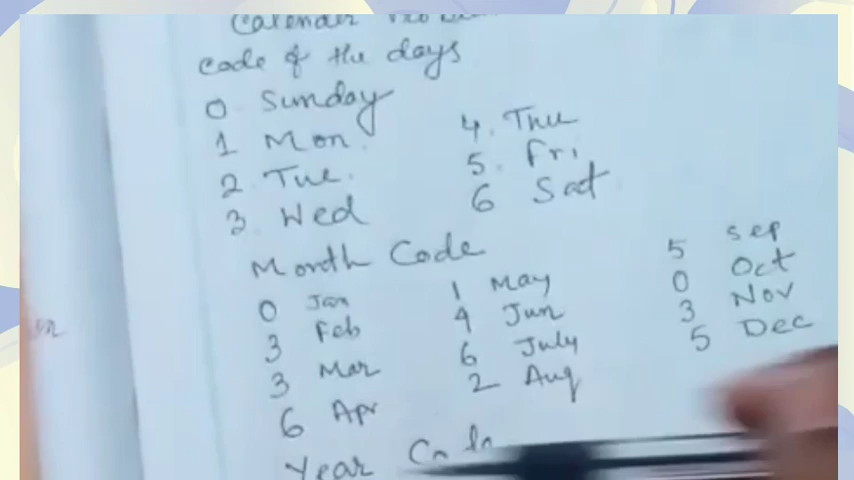 Calender
code of the days
0 Sunday
1 Mon.
2 Tue.
3. Wed
4. Thu
5. Fri
6 Sat
Month Code
0 Jan
3 Feb
3 Mar
6 Apr
1 May
4 Jun
6 July
2 Aug
5 Sep
0 Oct
3 Nov
5 Dec
Year